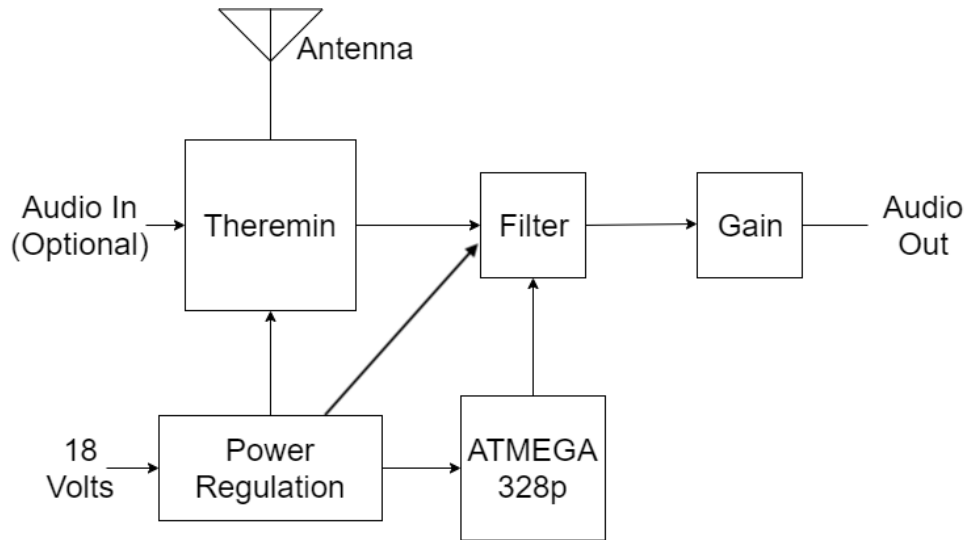 Antenna
Audio In
(Optional)
Theremin
Filter
Gain
Audio
Out
18
Volts
Power
Regulation
ATMEGA
328p